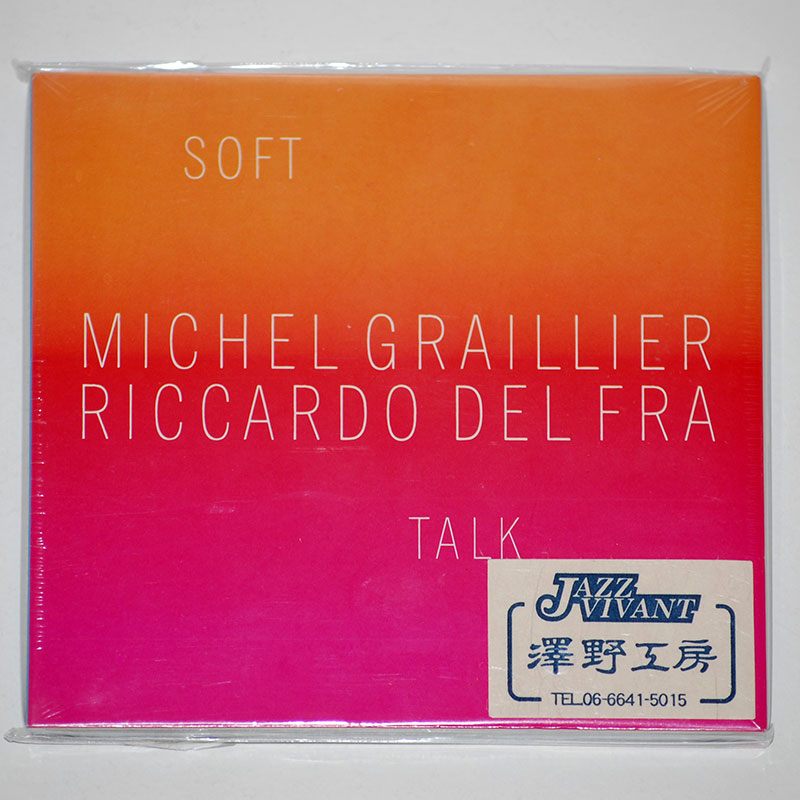 SOFT
MICHEL GRAILLIER
RICCARDO DEL FRA
TALK
JAZZ
VIVANT
澤野工房
TEL.06-6641-5015